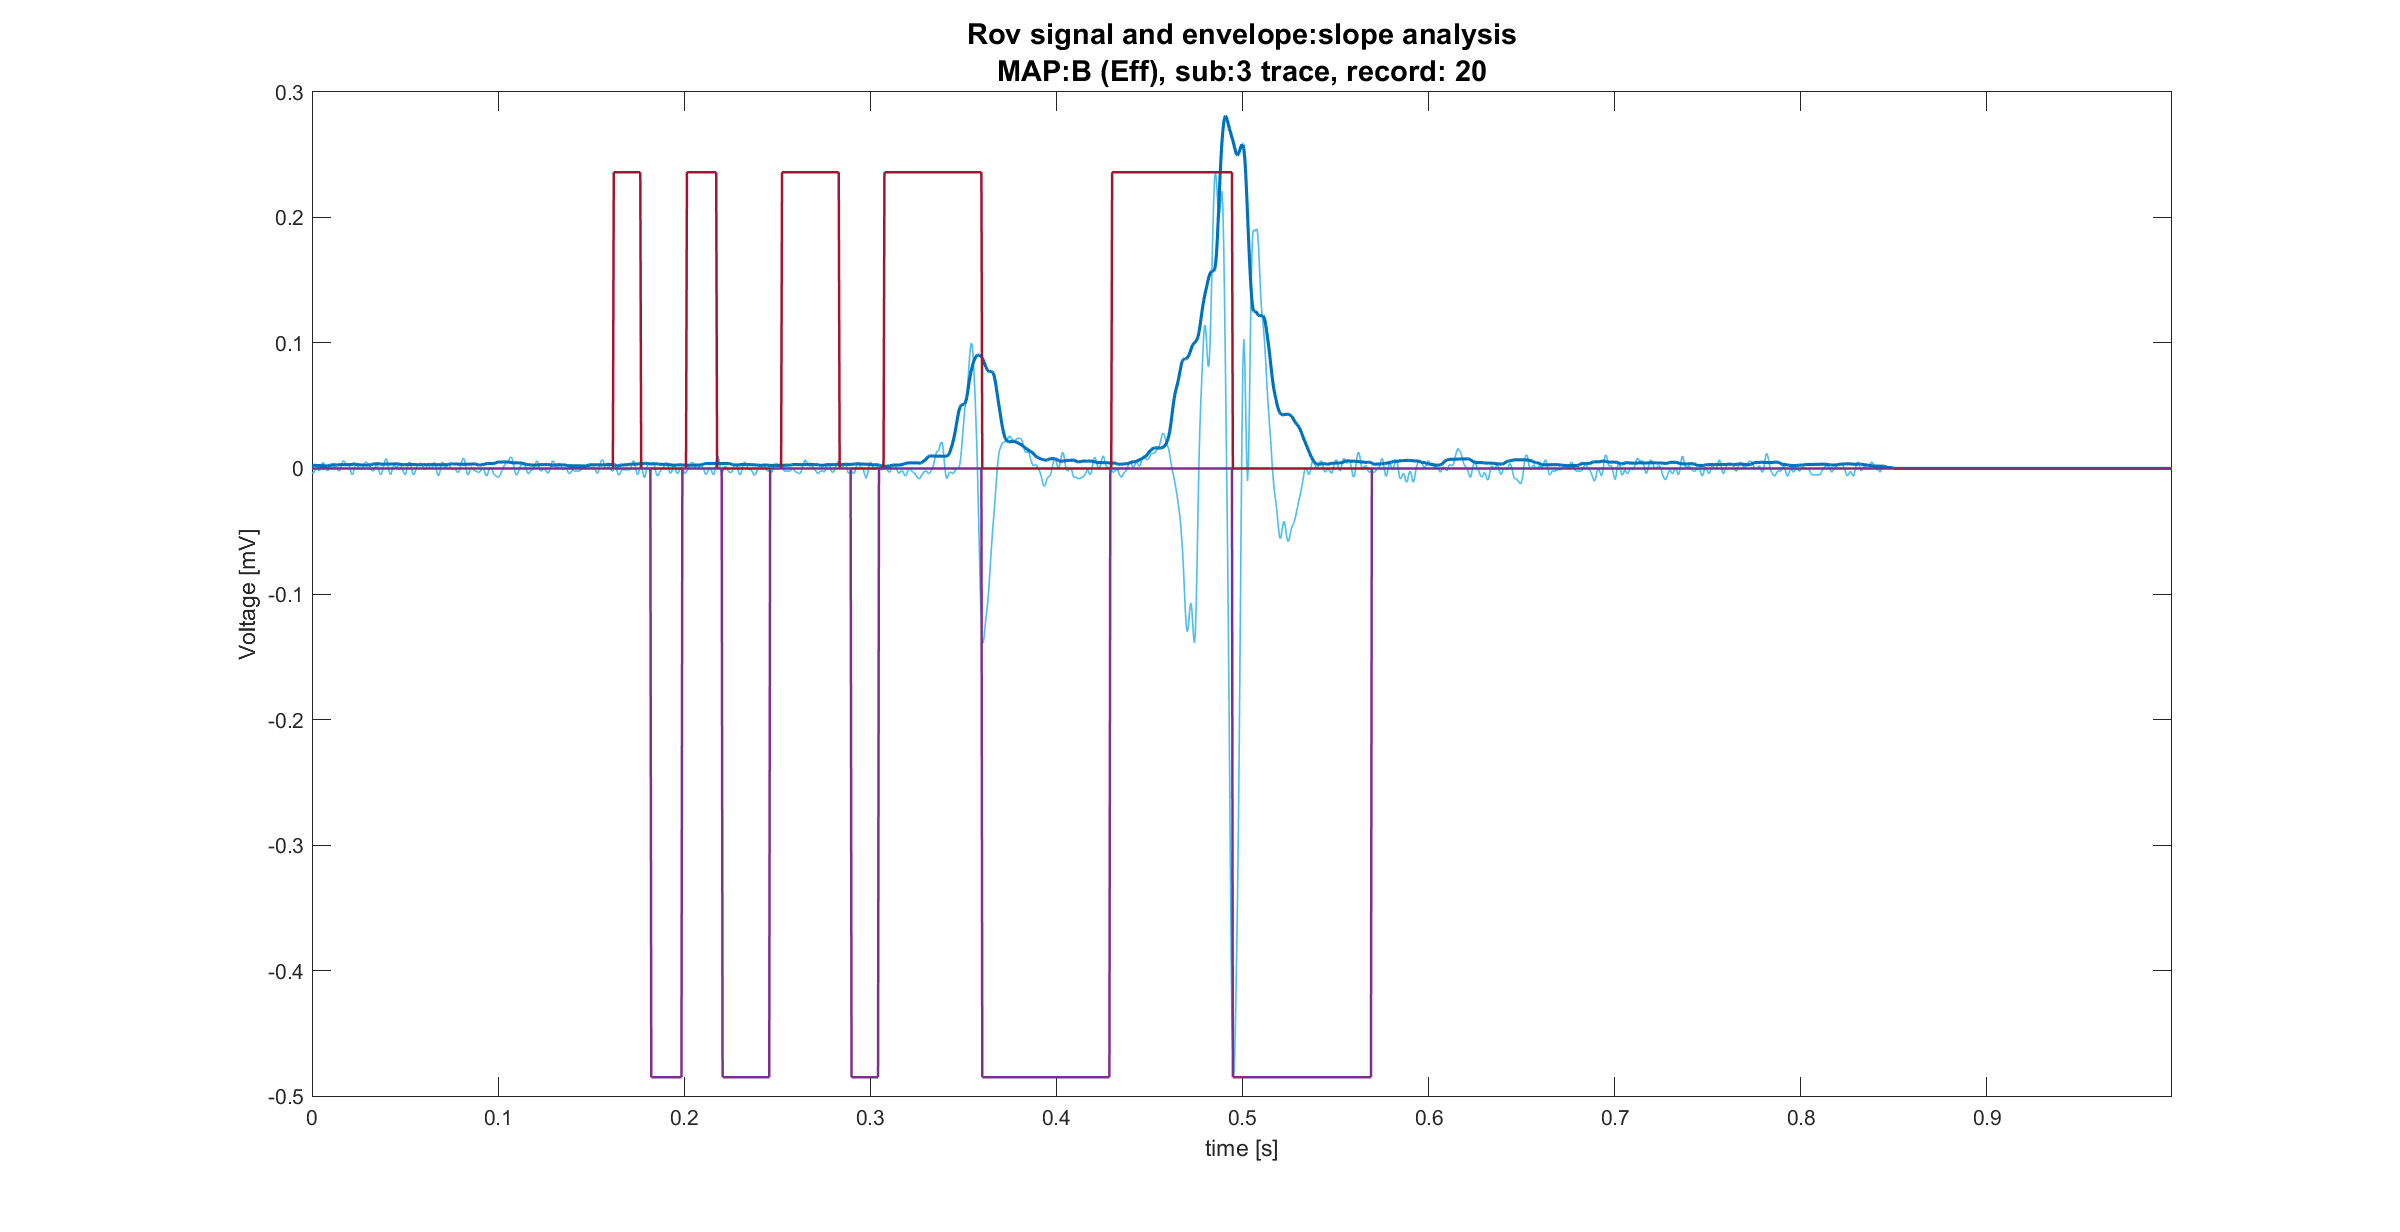 Rov signal and envelope:slope analysis
MAP:B (Eff), sub:3 trace, record: 20
0.3
0.2
0.1
0
-0.1
-0.2
-0.3
-0.4
-0.5
Voltage [mV]
0 0.1 0.2 0.3 0.4 0.5 0.6 0.7 0.8 0.9
time [s]